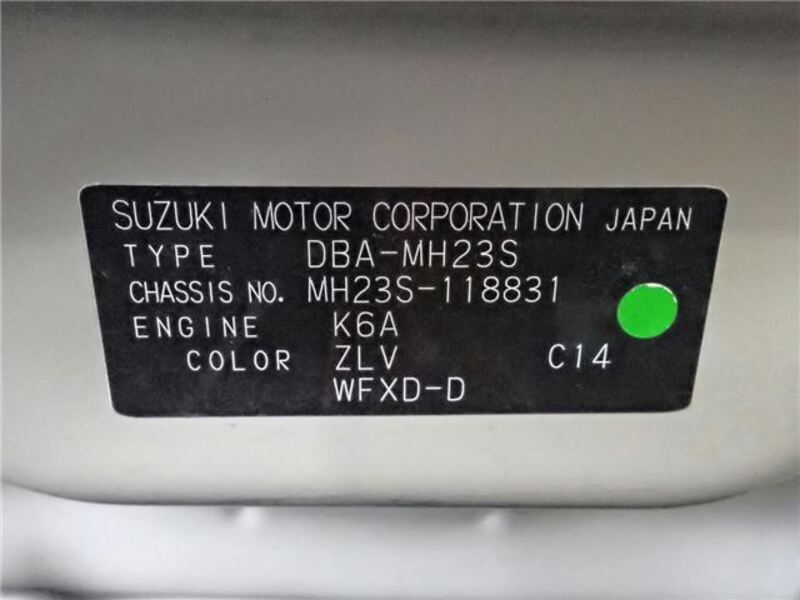 SUZUKI MOTOR CORPORATION JAPAN
TYPE DBA-MH23S
CHASSIS NO. MH23S-118831
ENGINE K6A
COLOR ZLV C14
WFXD-D